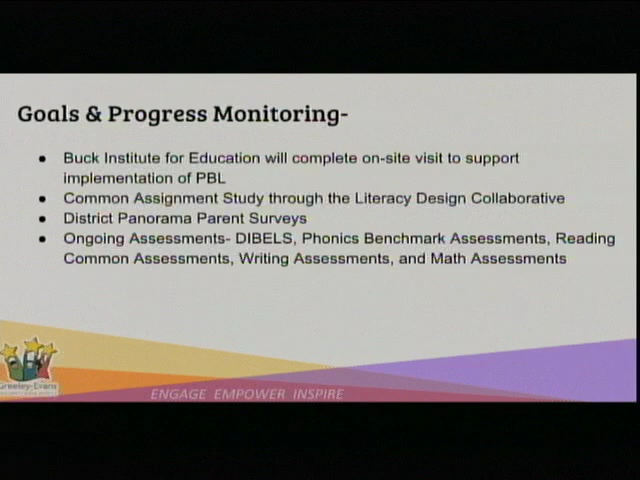 Goals & Progress Monitoring-
● Buck Institute for Education will complete on-site visit to support
implementation of PBL
● Common Assignment Study through the Literacy Design Collaborative
● District Panorama Parent Surveys
● Ongoing Assessments- DIBELS, Phonics Benchmark Assessments, Reading
Common Assessments, Writing Assessments, and Math Assessments
Greeley-Evans
ENGAGE EMPOWER INSPIRE